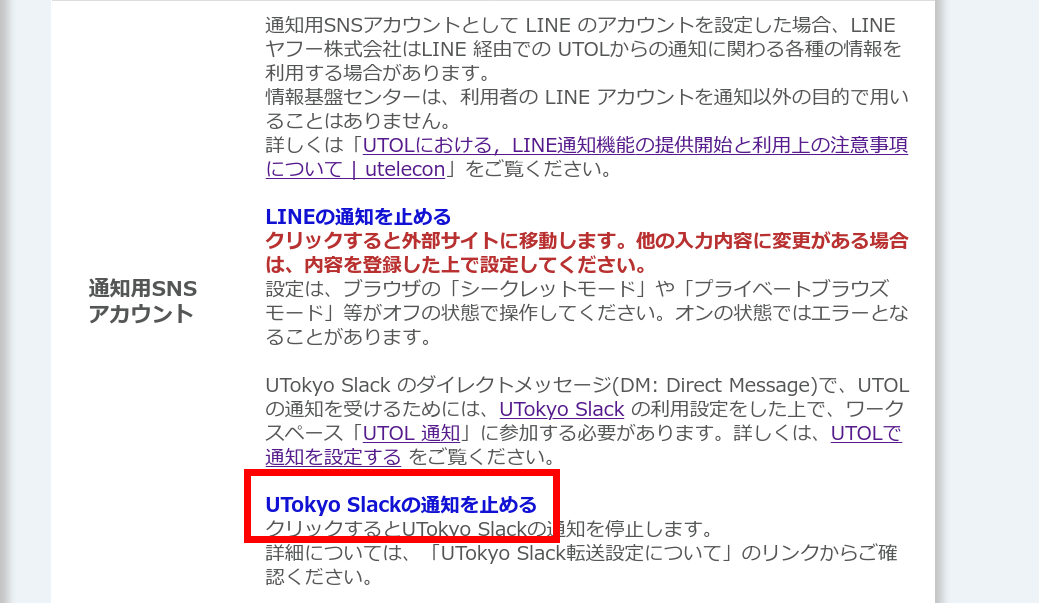 通知用SNSアカウントとして LINE のアカウントを設定した場合、LINE
ヤフー株式会社はLINE 経由での UTOLからの通知に関わる各種の情報を
利用する場合があります。
情報基盤センターは、利用者の LINE アカウントを通知以外の目的で用い
ることはありません。
詳しくは「UTOLにおける，LINE通知機能の提供開始と利用上の注意事項
について | utelecon」をご覧ください。
LINEの通知を止める
クリックすると外部サイトに移動します。他の入力内容に変更がある場合
は、内容を登録した上で設定してください。
通知用SNS
アカウント
設定は、ブラウザの「シークレットモード」や「プライベートブラウズ
モード」等がオフの状態で操作してください。オンの状態ではエラーとな
ることがあります。
UTokyo Slack のダイレクトメッセージ(DM: Direct Message)で、UTOL
の通知を受けるためには、UTokyo Slack の利用設定をした上で、ワーク
スペース「UTOL 通知」に参加する必要があります。詳しくは、UTOLで
通知を設定する をご覧ください。
UTokyo Slackの通知を止める
クリックするとUTokyo Slackの通知を停止します。
詳細については、「UTokyo Slack転送設定について」のリンクからご確
認ください。